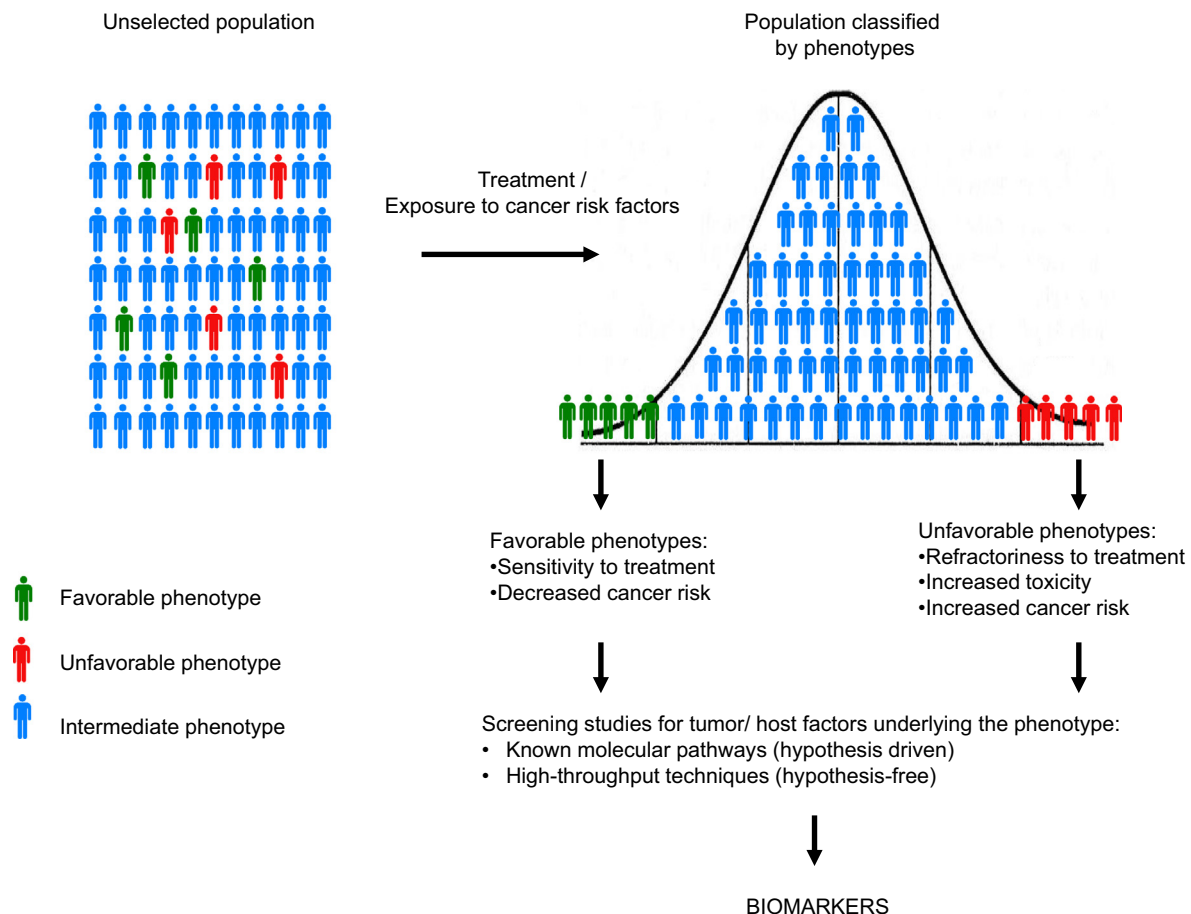 Unselected population
Population classified
by phenotypes
Treatment /
Exposure to cancer risk factors
Favorable phenotypes:
•Sensitivity to treatment
•Decreased cancer risk
Unfavorable phenotypes:
•Refractoriness to treatment
•Increased toxicity
•Increased cancer risk
Favorable phenotype
Unfavorable phenotype
Intermediate phenotype
Screening studies for tumor/ host factors underlying the phenotype:
• Known molecular pathways (hypothesis driven)
• High-throughput techniques (hypothesis-free)
BIOMARKERS